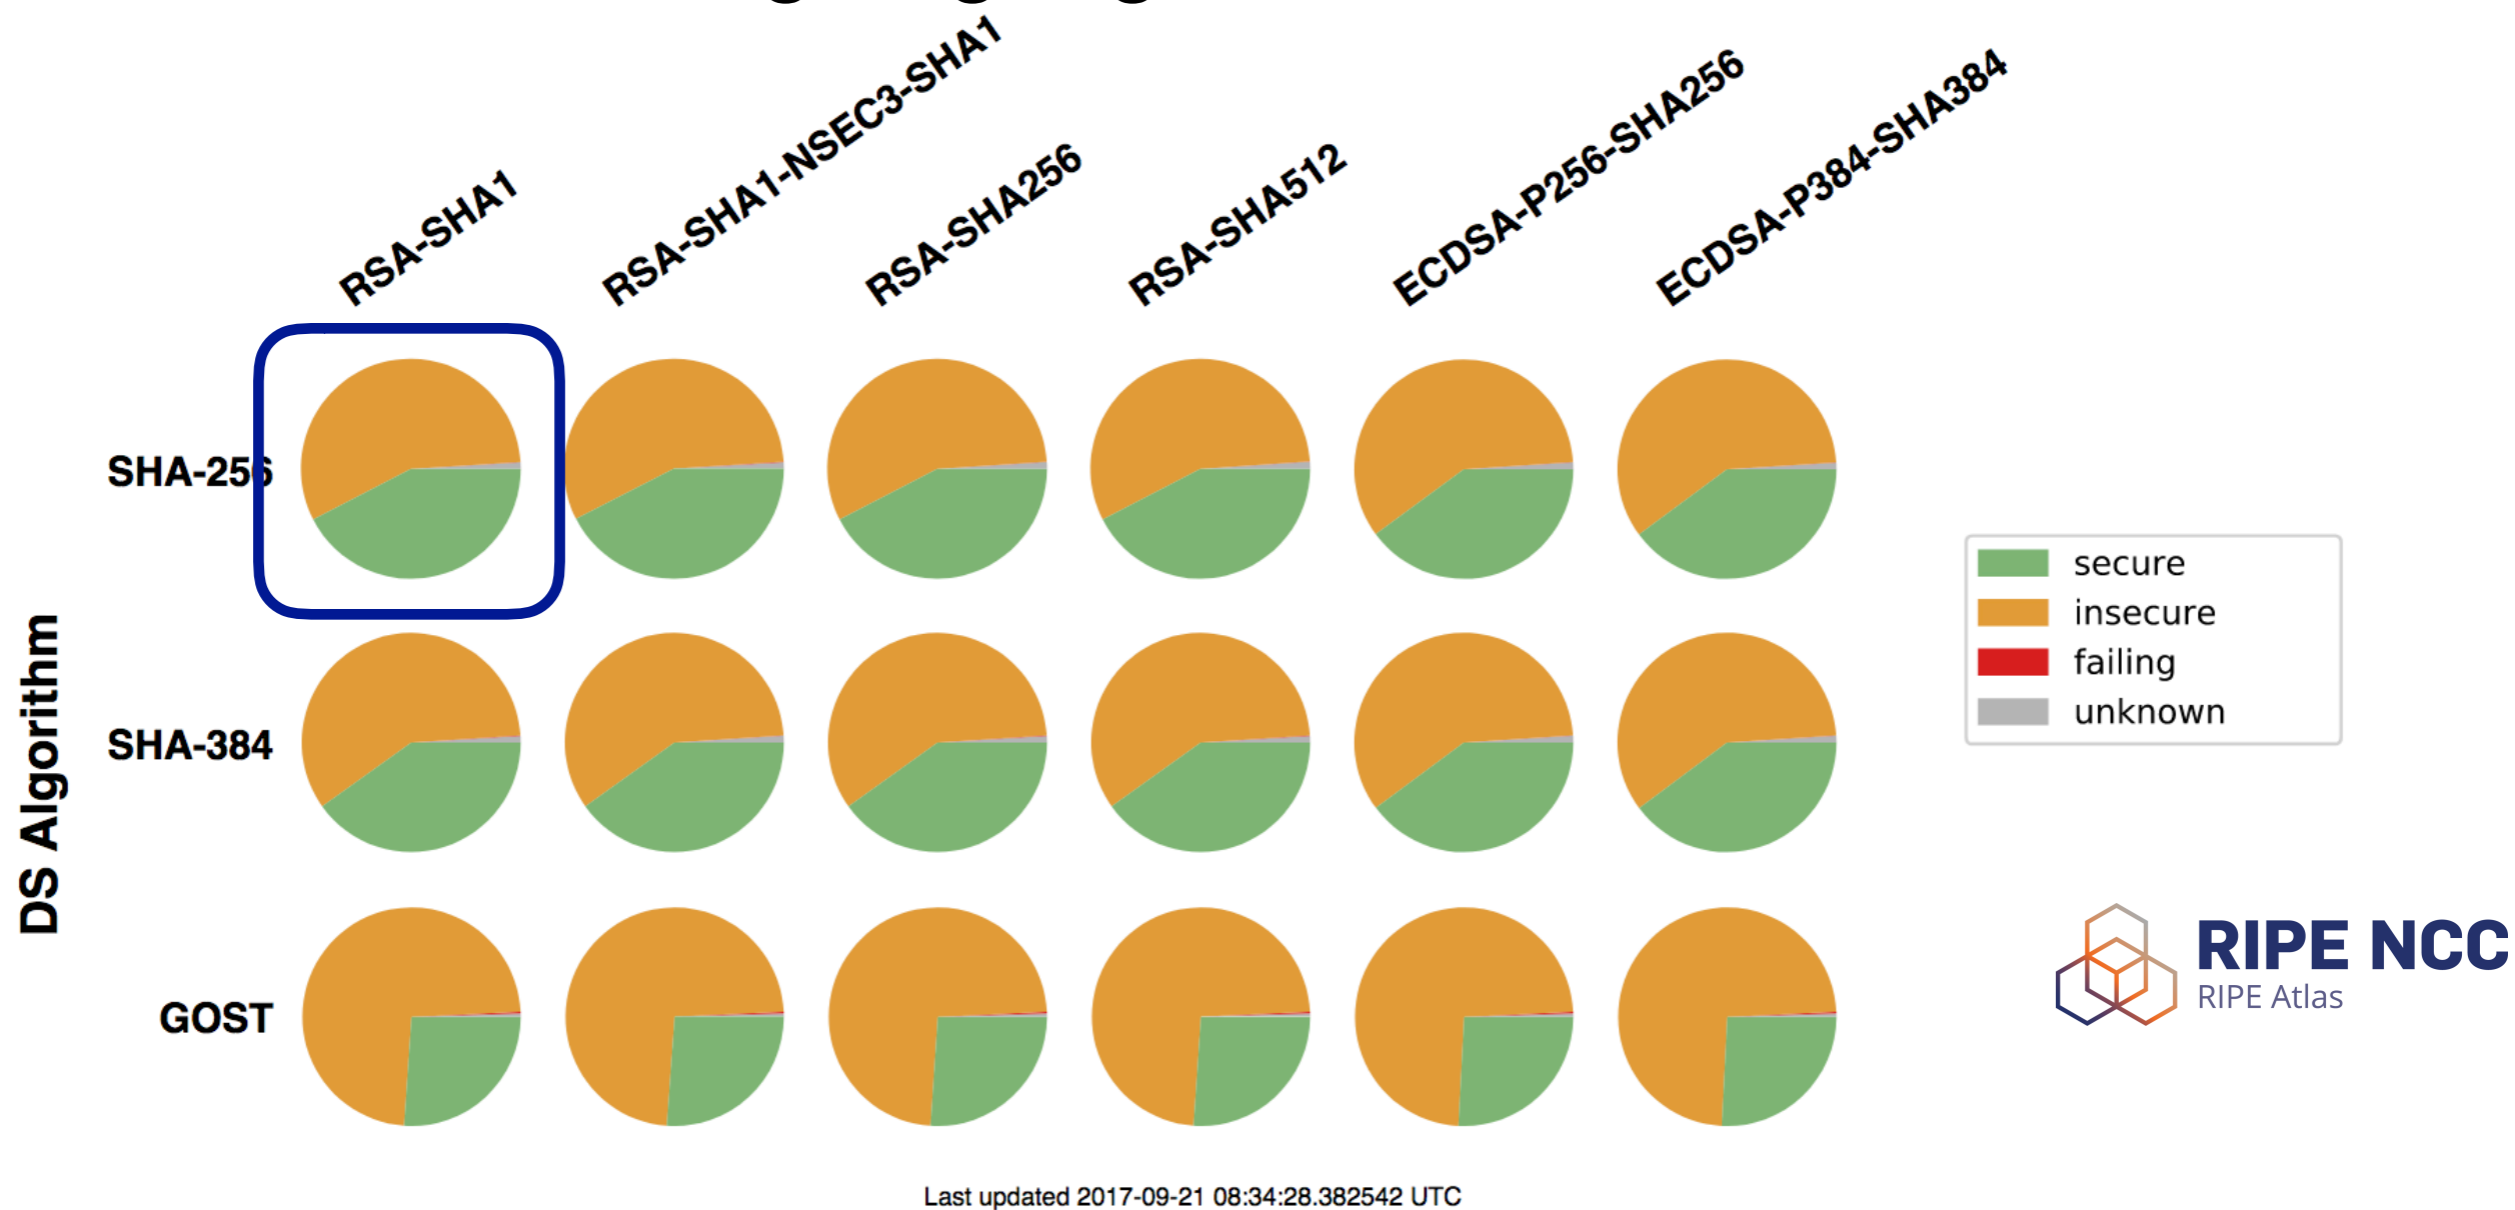 RSA-SHA1
RSA-SHA1-NSEC3-SHA1
RSA-SHA256
RSA-SHA512
ECDSA-P256-SHA256
ECDSA-P384-SHA384
SHA-256
SHA-384
GOST
DS Algorithm
secure
insecure
failing
unknown
RIPE NCC
RIPE Atlas
Last updated 2017-09-21 08:34:28.382542 UTC